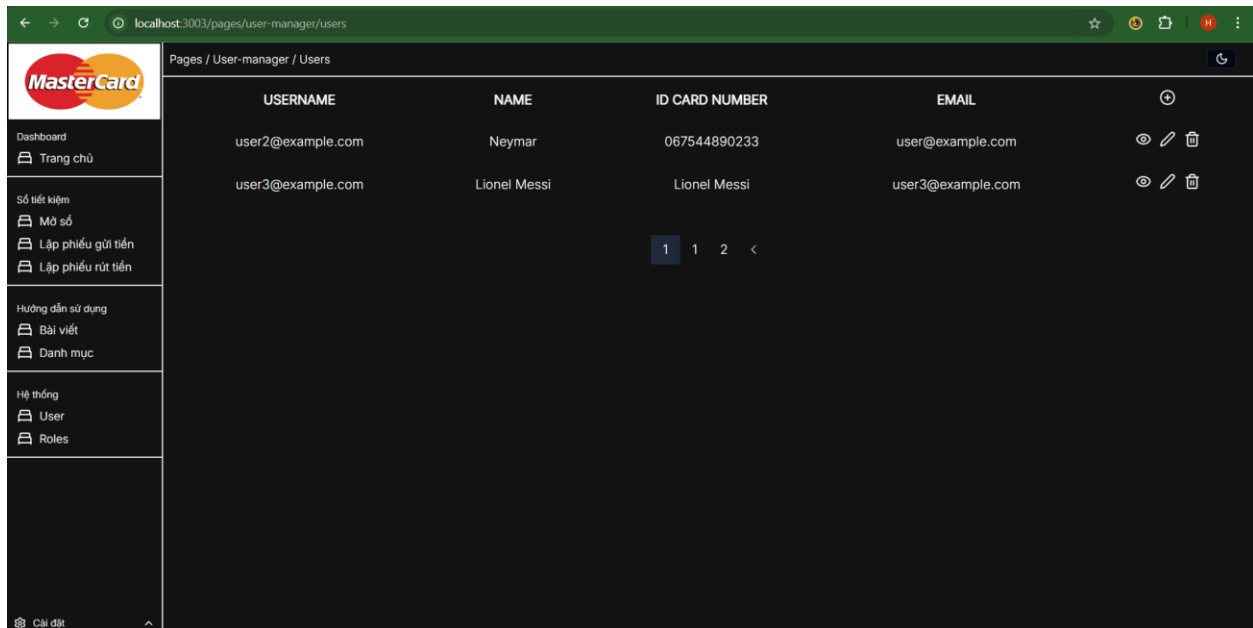 localhost:3003/pages/user-manager/users
H
MasterCard
Pages / User-manager / Users
Dashboard
Trang chủ
Sổ tiết kiệm
Mở sổ
Lập phiếu gửi tiền
Lập phiếu rút tiền
Hướng dẫn sử dụng
Bài viết
Danh mục
Hệ thống
User
Roles
Cài đặt
USERNAME NAME ID CARD NUMBER EMAIL
user2@example.com Neymar 067544890233 user@example.com
user3@example.com Lionel Messi Lionel Messi user3@example.com
1 1 2 <